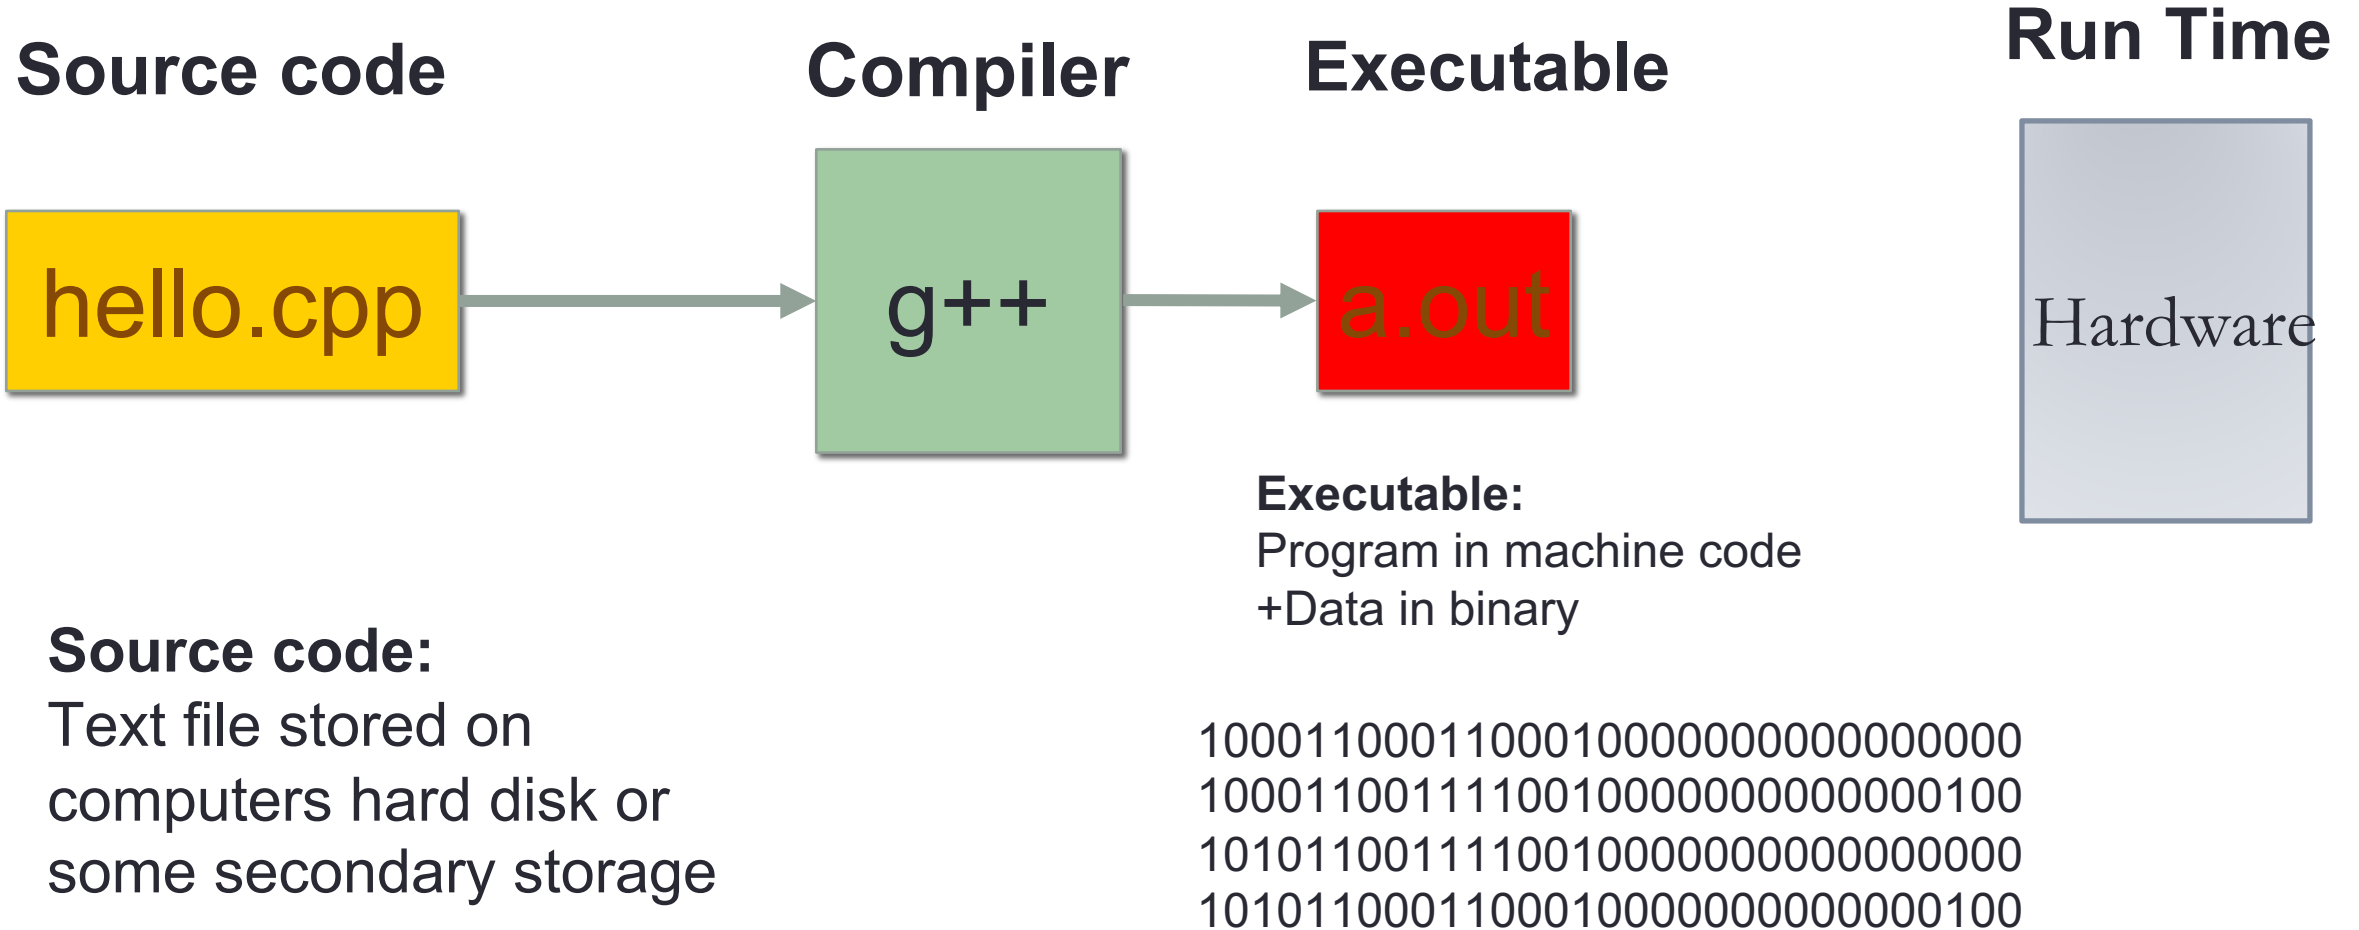 Source code
Compiler
Executable
Run Time
hello.cpp
g++
a.out
Hardware
Executable:
Program in machine code
+Data in binary
Source code:
Text file stored on
computers hard disk or
some secondary storage
10001100011000100000000000000000
10001100111100100000000000000100
10101100111100100000000000000000
10101100011000100000000000000100